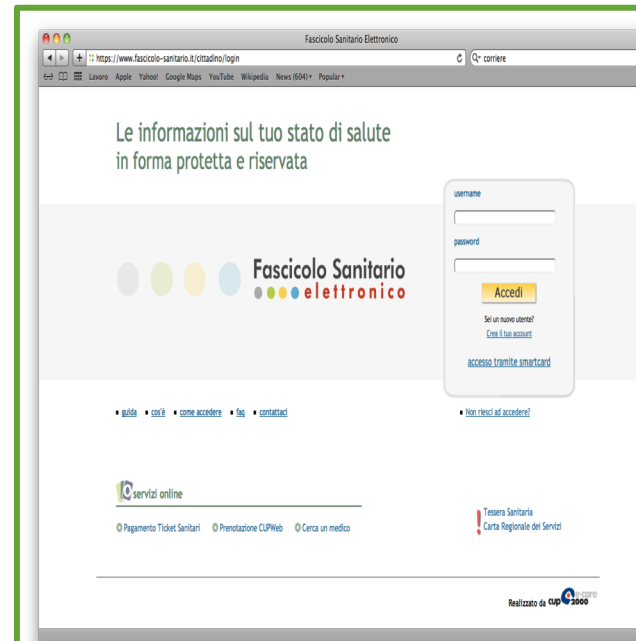 Fascicolo Sanitario Elettronico
https://www.fascicolo-sanitario.it/cittadino/login
corriere
Lavoro Apple Yahoo! Google Maps YouTube Wikipedia News (604) Popular
Le informazioni sul tuo stato di salute
in forma protetta e riservata
username
password
Accedi
Sei un nuovo utente?
Crea il tuo account
accesso tramite smartcard
Fascicolo Sanitario
elettronico
guida cos'è come accedere faq contattaci
Non riesci ad accedere?
servizi online
Pagamento Ticket Sanitari Prenotazione CUPWeb Cerca un medico
Tessera Sanitaria
Carta Regionale dei Servizi
Realizzato da cup 2000 e-care